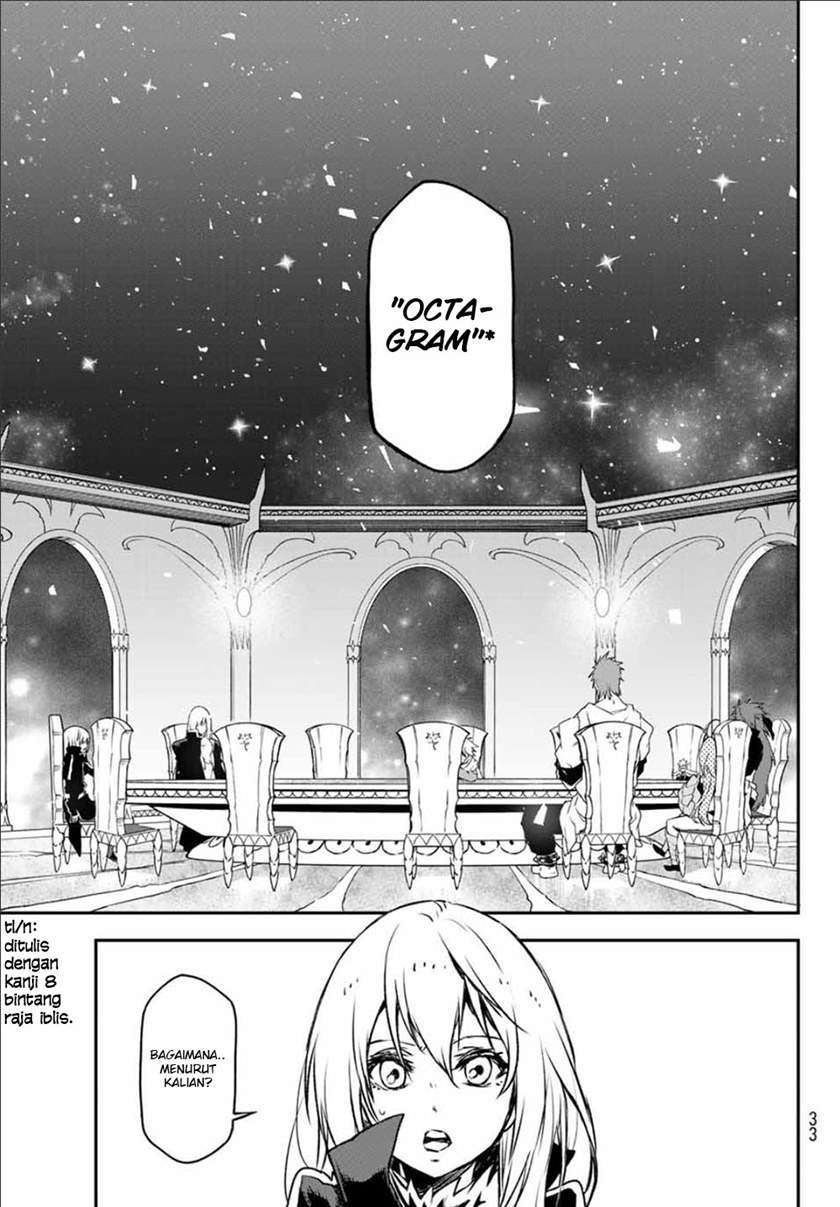 "OCTA-
GRAM"*
tl/n:
ditulis
dengan
kanji 8
bintang
raja iblis.
BAGAIMANA..
MENURUT
KALIAN?
33